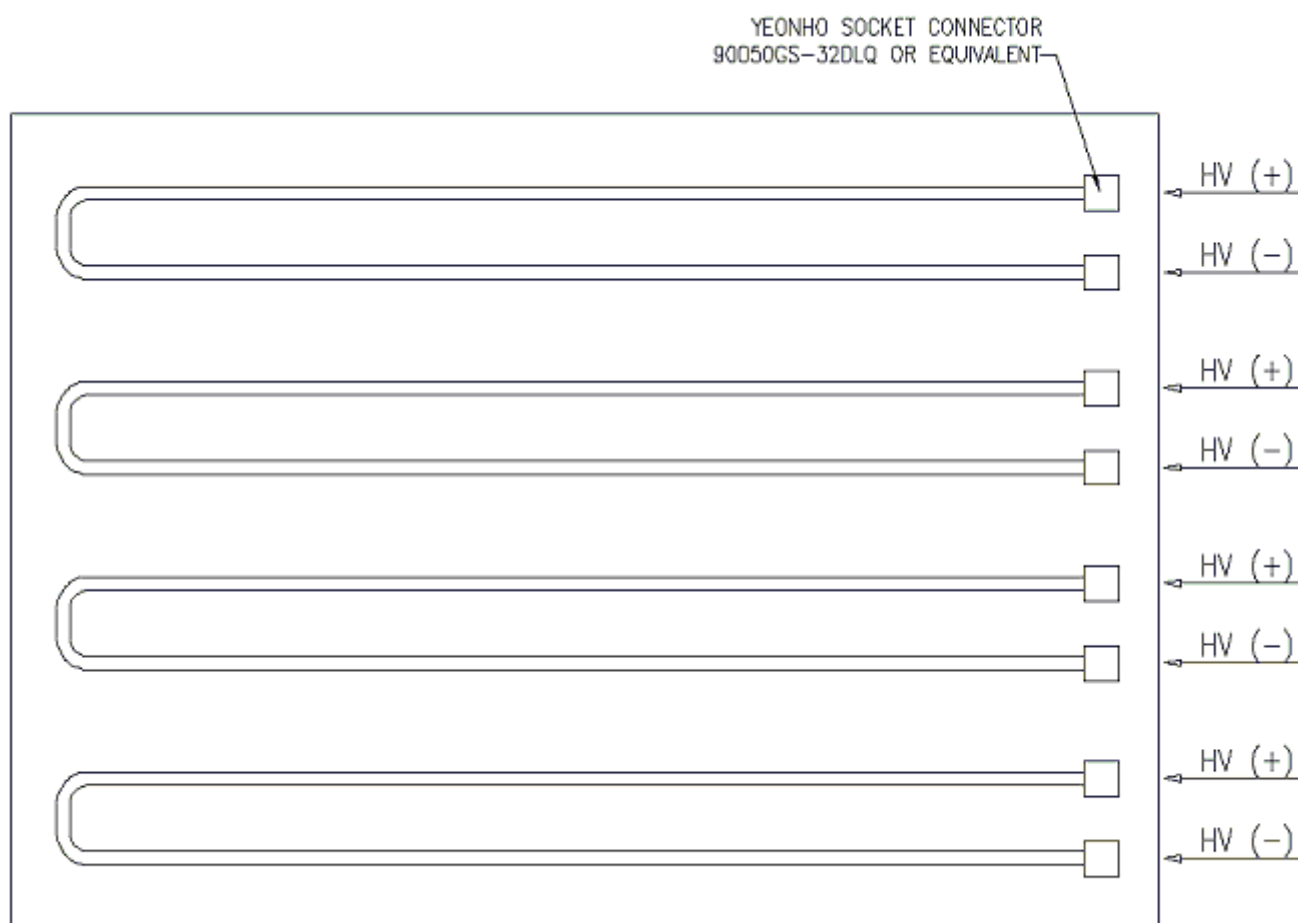 YEONHO SOCKET CONNECTOR
90050GS-32DLQ OR EQUIVALENT
HV (+)
HV (-)
HV (+)
HV (-)
HV (+)
HV (-)
HV (+)
HV (-)